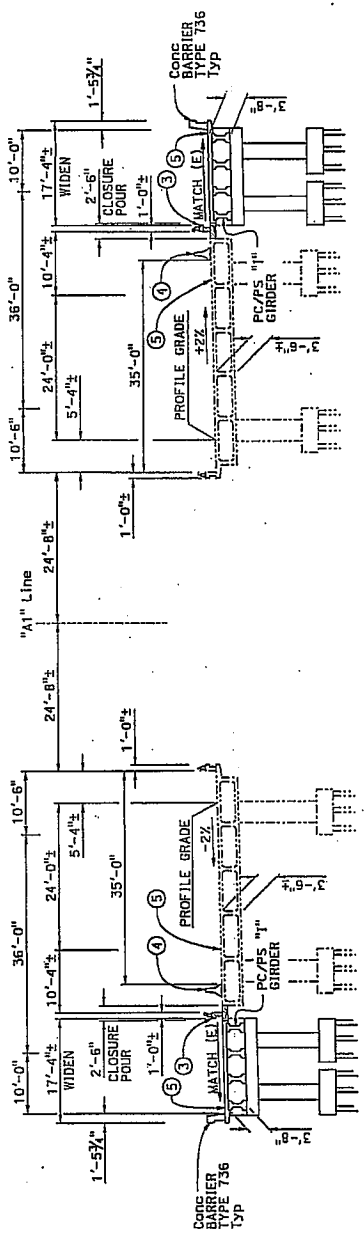 "A1" Line
10'-0"
36'-0"
10'-6"
24'-8"±
24'-8"±
10'-6"
36'-0"
10'-0"
17'-4"±
WIDEN
10'-4"±
24'-0"±
5'-4"±
5'-4"±
24'-0"±
10'-4"±
17'-4"±
WIDEN
1'-5¾"
2'-6"
CLOSURE
POUR
1'-0"±
35'-0"
1'-0"±
1'-0"±
35'-0"
1'-0"±
2'-6"
CLOSURE
POUR
1'-5¾"
Conc
BARRIER
TYPE 736
Typ
5
MATCH (E)
3
4
5
PROFILE GRADE
-2%
PROFILE GRADE
+2%
5
4
3
MATCH (E)
5
Conc
BARRIER
TYPE 736
Typ
3'-8"
PC/PS "I"
GIRDER
3'-6"±
3'-6"±
PC/PS "I"
GIRDER
3'-8"